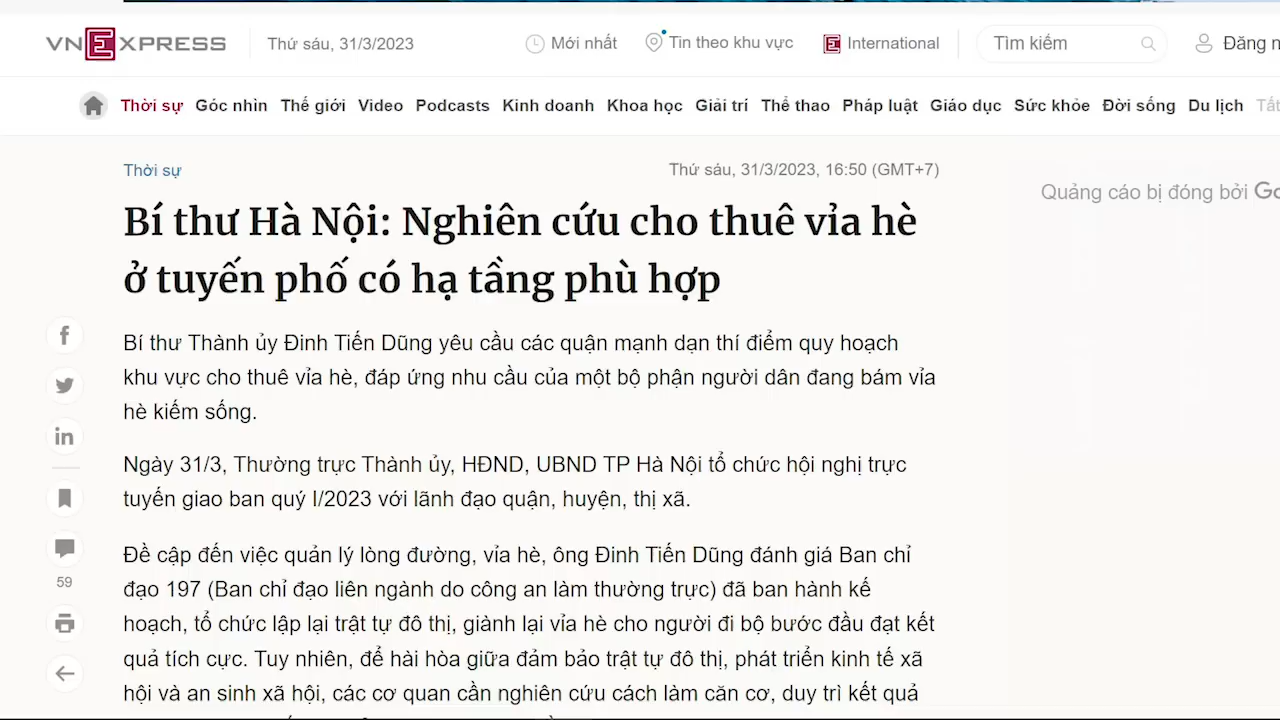 VNEXPRESS
Thứ sáu, 31/3/2023
Mới nhất
Tin theo khu vực
E International
Tìm kiếm
Đăng n
Thời sự Góc nhìn Thế giới Video Podcasts Kinh doanh Khoa học Giải trí Thể thao Pháp luật Giáo dục Sức khỏe Đời sống Du lịch Tất
Thời sự
Thứ sáu, 31/3/2023, 16:50 (GMT+7)
Quảng cáo bị đóng bởi Go
Bí thư Hà Nội: Nghiên cứu cho thuê vỉa hè
ở tuyến phố có hạ tầng phù hợp
Bí thư Thành ủy Đinh Tiến Dũng yêu cầu các quận mạnh dạn thí điểm quy hoạch
khu vực cho thuê vỉa hè, đáp ứng nhu cầu của một bộ phận người dân đang bám vỉa
hè kiếm sống.
Ngày 31/3, Thường trực Thành ủy, HĐND, UBND TP Hà Nội tổ chức hội nghị trực
tuyến giao ban quý I/2023 với lãnh đạo quận, huyện, thị xã.
Đề cập đến việc quản lý lòng đường, vỉa hè, ông Đinh Tiến Dũng đánh giá Ban chỉ
đạo 197 (Ban chỉ đạo liên ngành do công an làm thường trực) đã ban hành kế
hoạch, tổ chức lập lại trật tự đô thị, giành lại vỉa hè cho người đi bộ bước đầu đạt kết
quả tích cực. Tuy nhiên, để hài hòa giữa đảm bảo trật tự đô thị, phát triển kinh tế xã
hội và an sinh xã hội, các cơ quan cần nghiên cứu cách làm căn cơ, duy trì kết quả
59